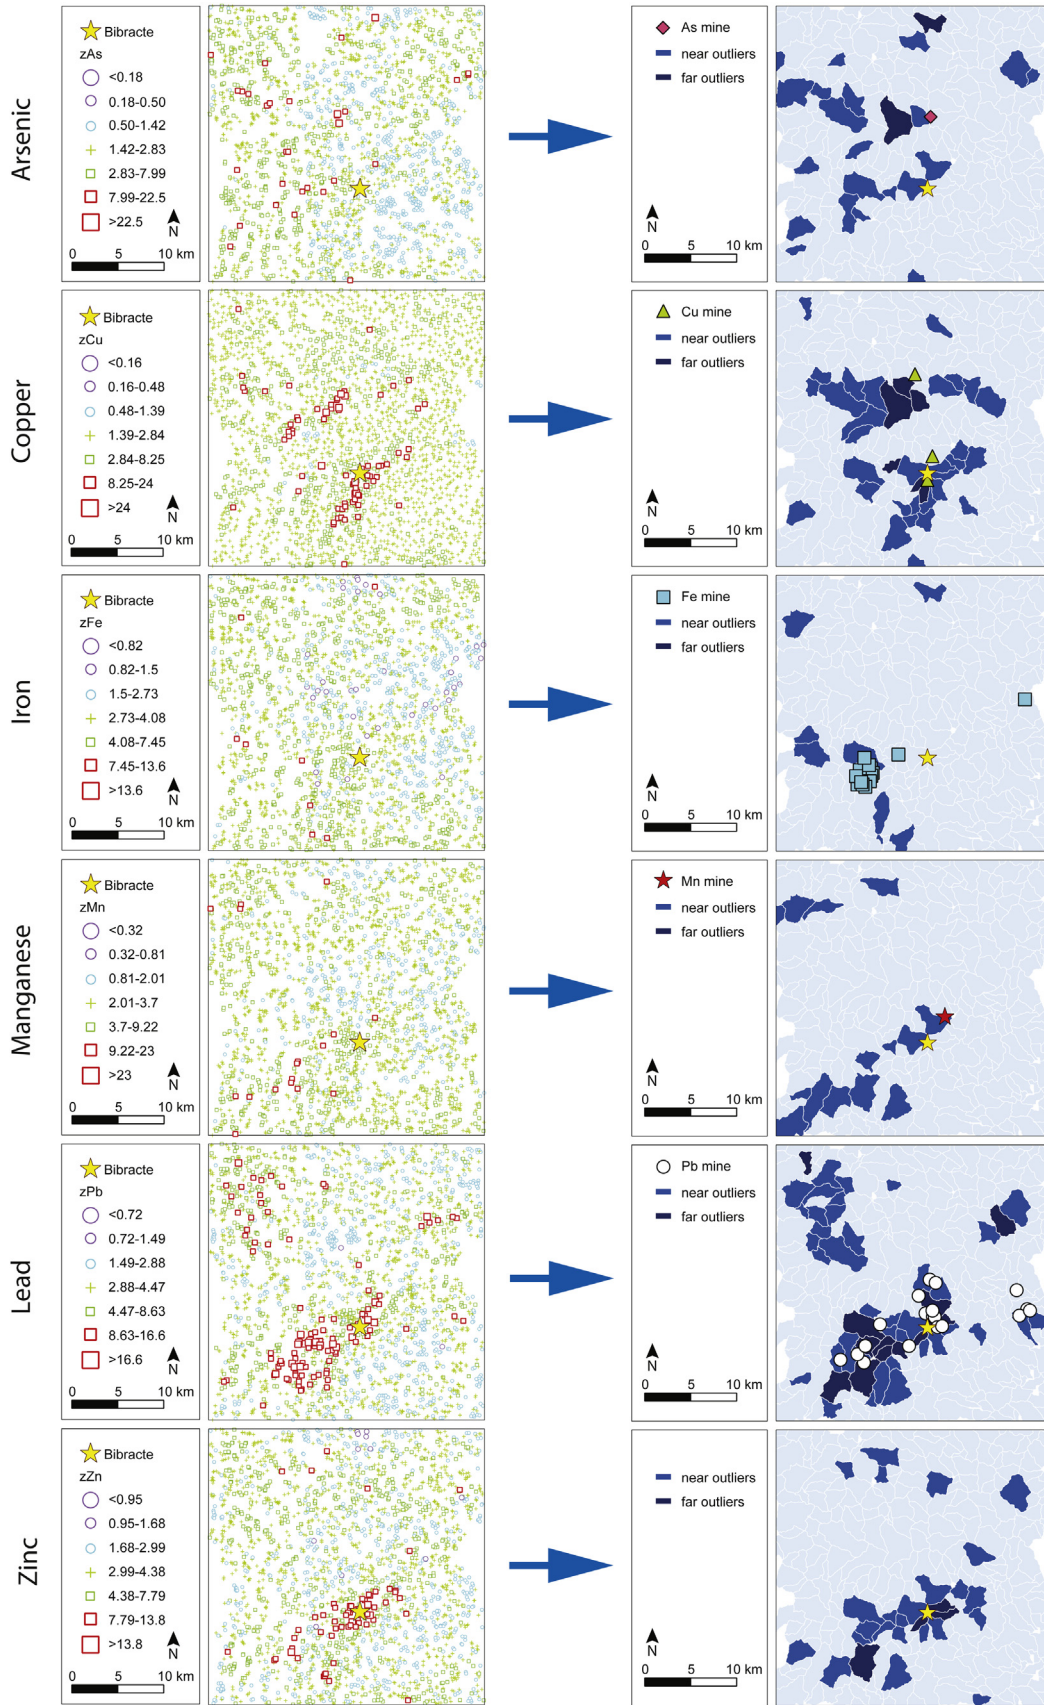 Arsenic
Bibracte
zAs
<0.18
0.18-0.50
0.50-1.42
1.42-2.83
2.83-7.99
7.99-22.5
>22.5
N
0 5 10 km
As mine
near outliers
far outliers
N
0 5 10 km
Copper
Bibracte
zCu
<0.16
0.16-0.48
0.48-1.39
1.39-2.84
2.84-8.25
8.25-24
>24
N
0 5 10 km
Cu mine
near outliers
far outliers
N
0 5 10 km
Iron
Bibracte
zFe
<0.82
0.82-1.5
1.5-2.73
2.73-4.08
4.08-7.45
7.45-13.6
>13.6
N
0 5 10 km
Fe mine
near outliers
far outliers
N
0 5 10 km
Manganese
Bibracte
zMn
<0.32
0.32-0.81
0.81-2.01
2.01-3.7
3.7-9.22
9.22-23
>23
N
0 5 10 km
Mn mine
near outliers
far outliers
N
0 5 10 km
Lead
Bibracte
zPb
<0.72
0.72-1.49
1.49-2.88
2.88-4.47
4.47-8.63
8.63-16.6
>16.6
N
0 5 10 km
Pb mine
near outliers
far outliers
N
0 5 10 km
Zinc
Bibracte
zZn
<0.95
0.95-1.68
1.68-2.99
2.99-4.38
4.38-7.79
7.79-13.8
>13.8
N
0 5 10 km
near outliers
far outliers
N
0 5 10 km